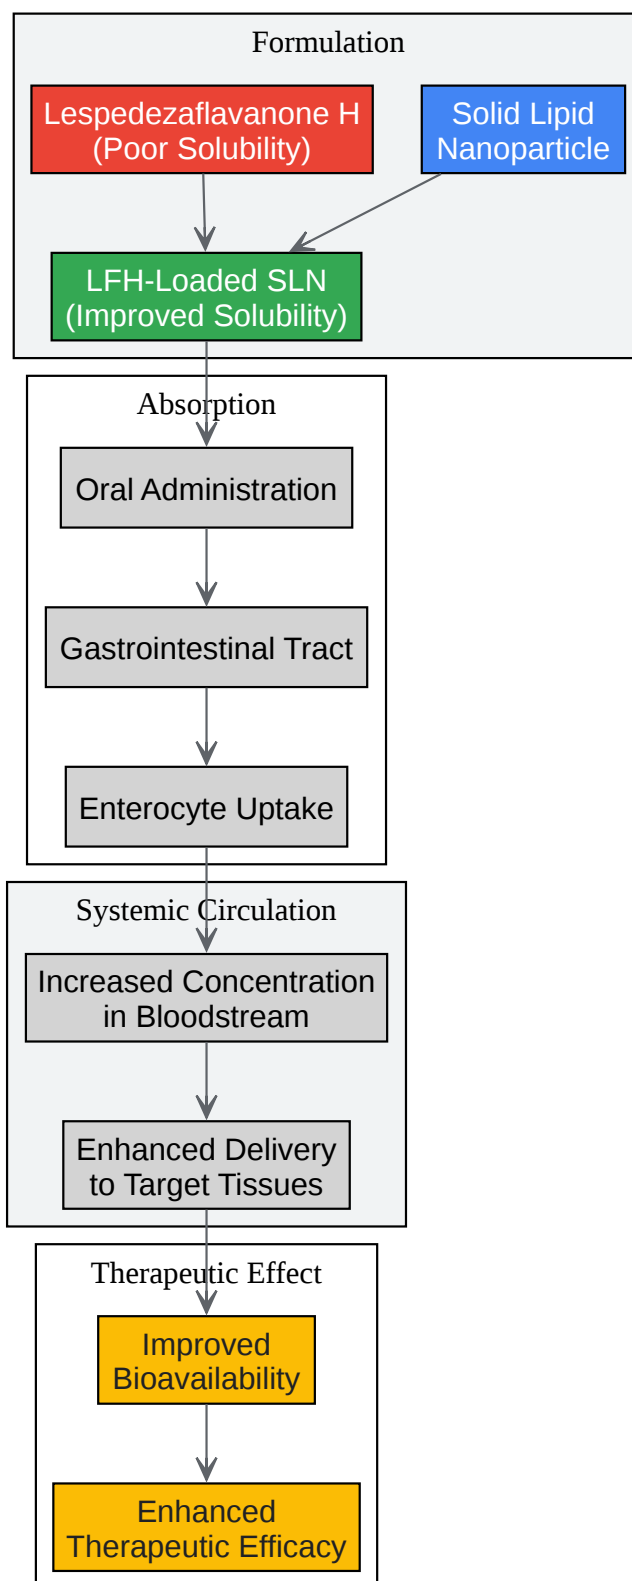 Formulation
Lespedezaflavanone H
(Poor Solubility)
Solid Lipid
Nanoparticle
LFH-Loaded SLN
(Improved Solubility)
Absorption
Oral Administration
Gastrointestinal Tract
Enterocyte Uptake
Systemic Circulation
Increased Concentration
in Bloodstream
Enhanced Delivery
to Target Tissues
Therapeutic Effect
Improved
Bioavailability
Enhanced
Therapeutic Efficacy